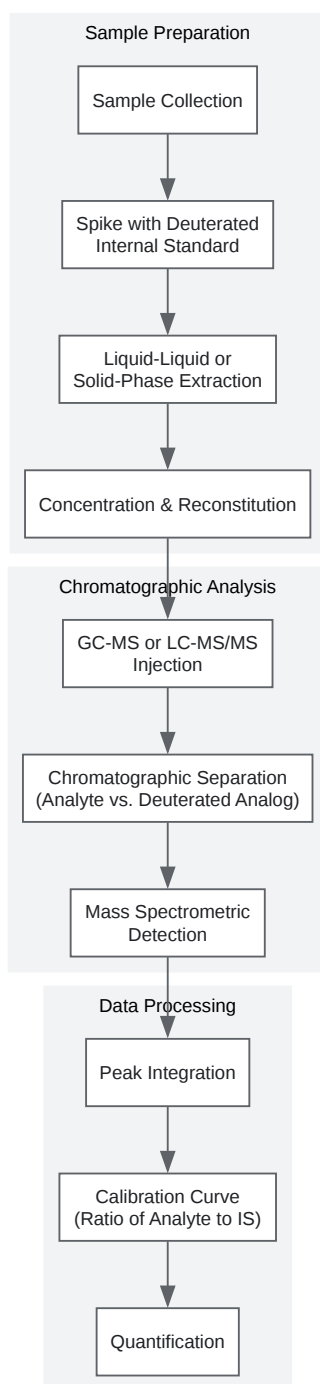 Sample Preparation
Sample Collection
Spike with Deuterated
Internal Standard
Liquid-Liquid or
Solid-Phase Extraction
Concentration & Reconstitution
Chromatographic Analysis
GC-MS or LC-MS/MS
Injection
Chromatographic Separation
(Analyte vs. Deuterated Analog)
Mass Spectrometric
Detection
Data Processing
Peak Integration
Calibration Curve
(Ratio of Analyte to IS)
Quantification